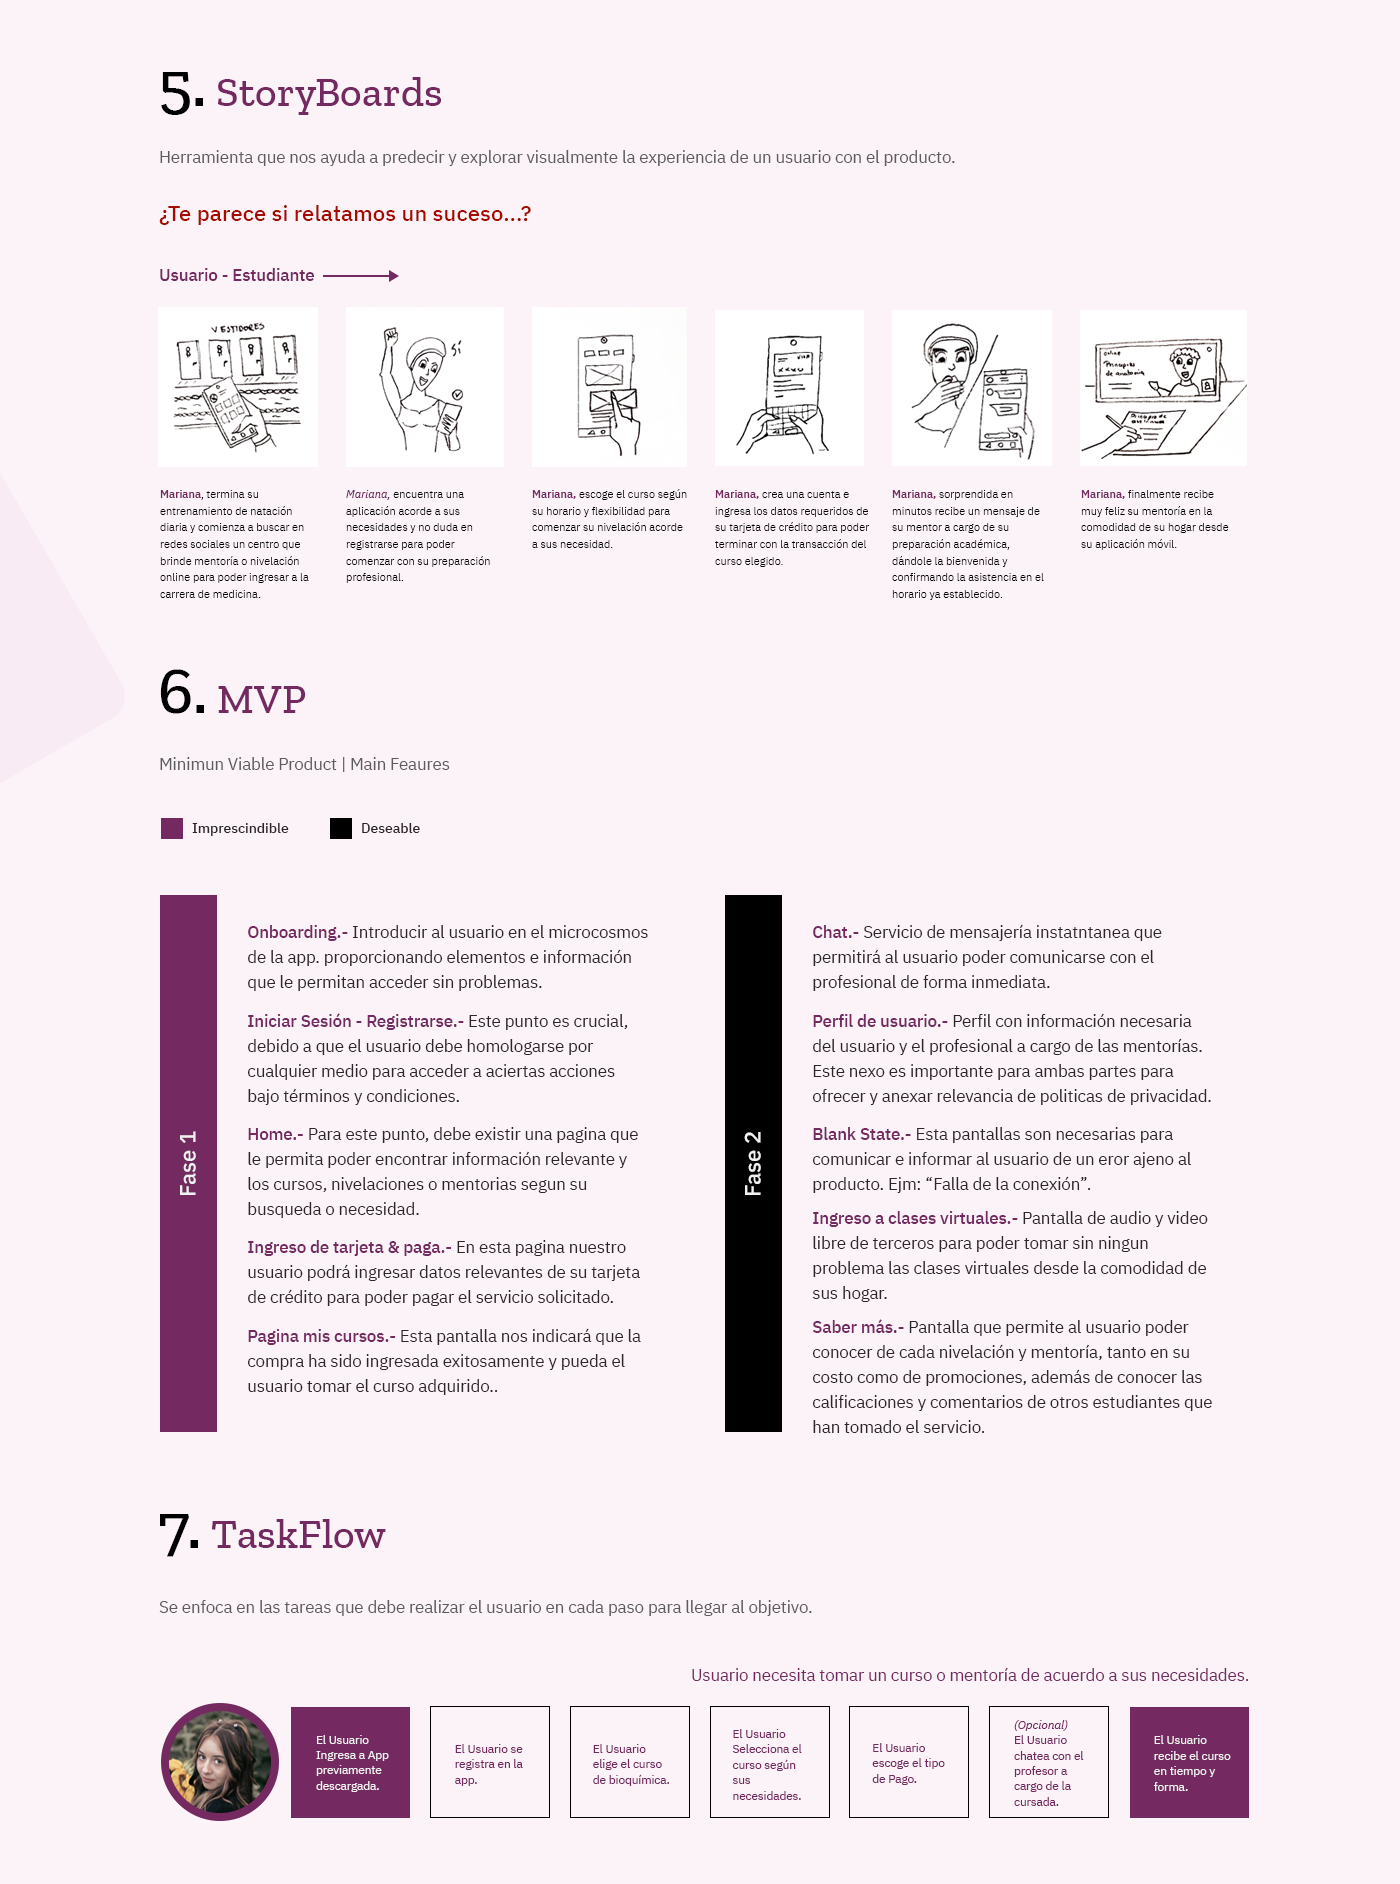 5. StoryBoards
Herramienta que nos ayuda a predecir y explorar visualmente la experiencia de un usuario con el producto.
¿Te parece si relatamos un suceso...?
Usuario - Estudiante
VESTIDORES
Sí
VISA
XXXU
online
Principios
de anatomia
Principio de
anatomia
Mariana, termina su
entrenamiento de natación
diaria y comienza a buscar en
redes sociales un centro que
brinde mentoría o nivelación
online para poder ingresar a la
carrera de medicina.
Mariana, encuentra una
aplicación acorde a sus
necesidades y no duda en
registrarse para poder
comenzar con su preparación
profesional.
Mariana, escoge el curso según
su horario y flexibilidad para
comenzar su nivelación acorde
a sus necesidad.
Mariana, crea una cuenta e
ingresa los datos requeridos de
su tarjeta de crédito para poder
terminar con la transacción del
curso elegido.
Mariana, sorprendida en
minutos recibe un mensaje de
su mentor a cargo de su
preparación académica,
dándole la bienvenida y
confirmando la asistencia en el
horario ya establecido.
Mariana, finalmente recibe
muy feliz su mentoría en la
comodidad de su hogar desde
su aplicación móvil.
6. MVP
Minimun Viable Product | Main Feaures
Imprescindible
Deseable
Fase 1
Onboarding.- Introducir al usuario en el microcosmos
de la app. proporcionando elementos e información
que le permitan acceder sin problemas.
Iniciar Sesión - Registrarse.- Este punto es crucial,
debido a que el usuario debe homologarse por
cualquier medio para acceder a aciertas acciones
bajo términos y condiciones.
Home.- Para este punto, debe existir una pagina que
le permita poder encontrar información relevante y
los cursos, nivelaciones o mentorias segun su
busqueda o necesidad.
Ingreso de tarjeta & paga.- En esta pagina nuestro
usuario podrá ingresar datos relevantes de su tarjeta
de crédito para poder pagar el servicio solicitado.
Pagina mis cursos.- Esta pantalla nos indicará que la
compra ha sido ingresada exitosamente y pueda el
usuario tomar el curso adquirido..
Fase 2
Chat.- Servicio de mensajería instatntanea que
permitirá al usuario poder comunicarse con el
profesional de forma inmediata.
Perfil de usuario.- Perfil con información necesaria
del usuario y el profesional a cargo de las mentorías.
Este nexo es importante para ambas partes para
ofrecer y anexar relevancia de politicas de privacidad.
Blank State.- Esta pantallas son necesarias para
comunicar e informar al usuario de un eror ajeno al
producto. Ejm: “Falla de la conexión”.
Ingreso a clases virtuales.- Pantalla de audio y video
libre de terceros para poder tomar sin ningun
problema las clases virtuales desde la comodidad de
sus hogar.
Saber más.- Pantalla que permite al usuario poder
conocer de cada nivelación y mentoría, tanto en su
costo como de promociones, además de conocer las
calificaciones y comentarios de otros estudiantes que
han tomado el servicio.
7. TaskFlow
Se enfoca en las tareas que debe realizar el usuario en cada paso para llegar al objetivo.
Usuario necesita tomar un curso o mentoría de acuerdo a sus necesidades.
El Usuario
Ingresa a App
previamente
descargada.
El Usuario se
registra en la
app.
El Usuario
elige el curso
de bioquímica.
El Usuario
Selecciona el
curso según
sus
necesidades.
El Usuario
escoge el tipo
de Pago.
(Opcional)
El Usuario
chatea con el
profesor a
cargo de la
cursada.
El Usuario
recibe el curso
en tiempo y
forma.